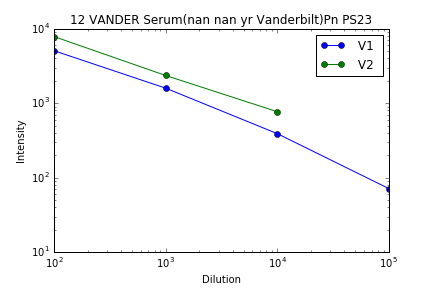 12 VANDER Serum(nan nan yr Vanderbilt)Pn PS23
V1
V2
Intensity
10^4
10^3
10^2
10^1
10^2 10^3 10^4 10^5
Dilution